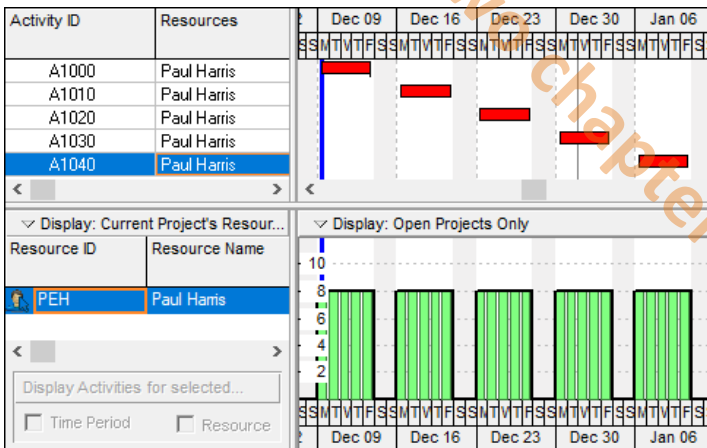 Activity ID Resources Dec 09 Dec 16 Dec 23 Dec 30 Jan 06
S S M T W T F S S M T W T F S S M T W T F S S M T W T F S S M T W T F S
A1000 Paul Harris
A1010 Paul Harris
A1020 Paul Harris
A1030 Paul Harris
A1040 Paul Harris
Display: Current Project's Resour... Display: Open Projects Only
Resource ID Resource Name
10
PEH Paul Harris 8
6
4
2
Display Activities for selected...
Time Period Resource
S S M T W T F S S M T W T F S S M T W T F S S M T W T F S S M T W T F S
Dec 09 Dec 16 Dec 23 Dec 30 Jan 06
two chapter